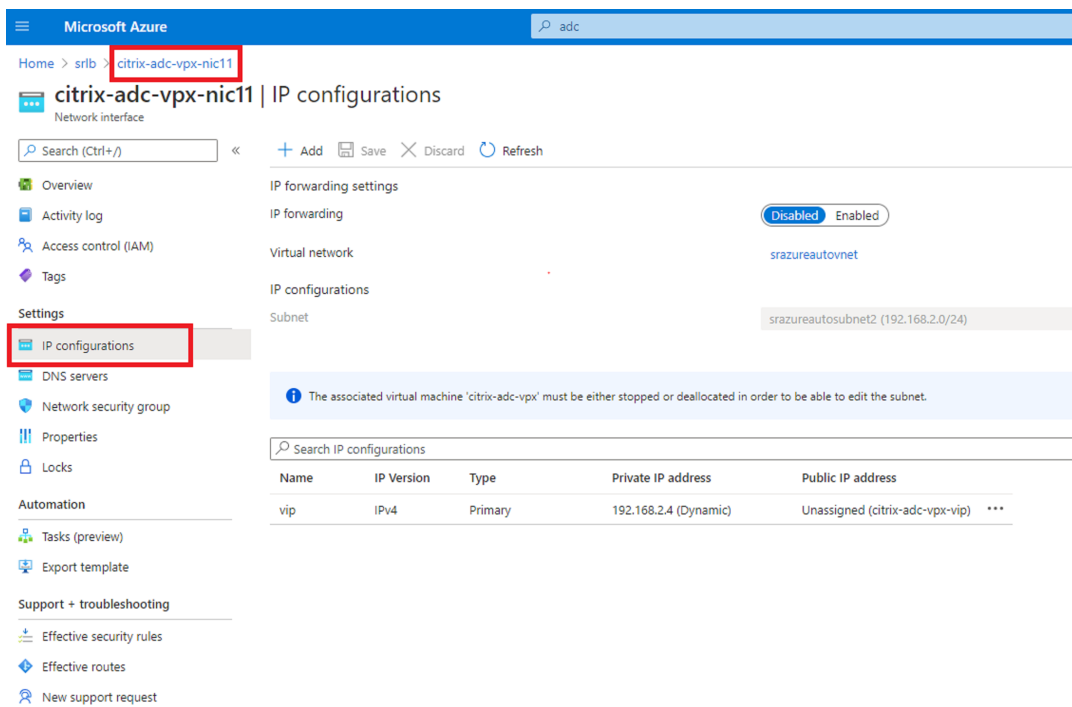 Microsoft Azure
adc
Home > srlb > citrix-adc-vpx-nic11
citrix-adc-vpx-nic11 | IP configurations
Network interface
Search (Ctrl+/)
«
Add Save Discard Refresh
Overview
Activity log
Access control (IAM)
Tags
Settings
IP configurations
DNS servers
Network security group
Properties
Locks
Automation
Tasks (preview)
Export template
Support + troubleshooting
Effective security rules
Effective routes
New support request
IP forwarding settings
IP forwarding Disabled Enabled
Virtual network srazureautovnet
IP configurations
Subnet srazureautosubnet2 (192.168.2.0/24)
The associated virtual machine 'citrix-adc-vpx' must be either stopped or deallocated in order to be able to edit the subnet.
Search IP configurations
Name IP Version Type Private IP address Public IP address
vip IPv4 Primary 192.168.2.4 (Dynamic) Unassigned (citrix-adc-vpx-vip) •••